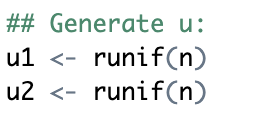 ## Generate u:
u1 <- runif(n)
u2 <- runif(n)